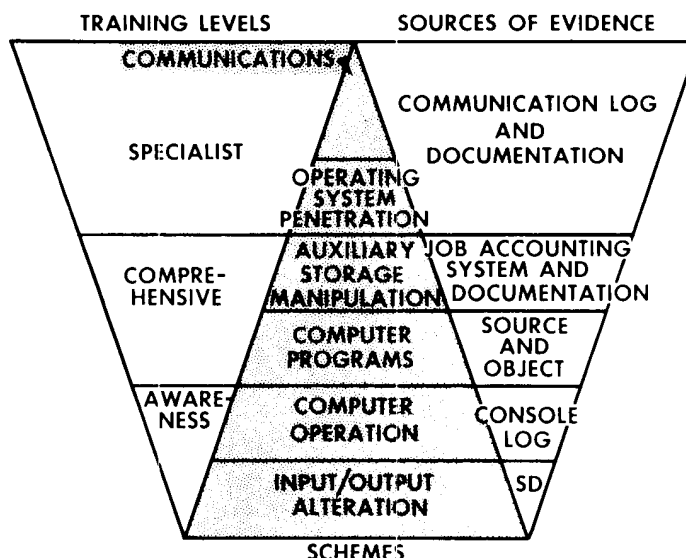 TRAINING LEVELS
SOURCES OF EVIDENCE
COMMUNICATIONS
SPECIALIST
COMMUNICATION LOG
AND
DOCUMENTATION
OPERATING
SYSTEM
PENETRATION
COMPRE-
HENSIVE
AUXILIARY
STORAGE
MANIPULATION
JOB ACCOUNTING
SYSTEM AND
DOCUMENTATION
COMPUTER
PROGRAMS
SOURCE
AND
OBJECT
AWARE-
NESS
COMPUTER
OPERATION
CONSOLE
LOG
INPUT/OUTPUT
ALTERATION
SD
SCHEMES